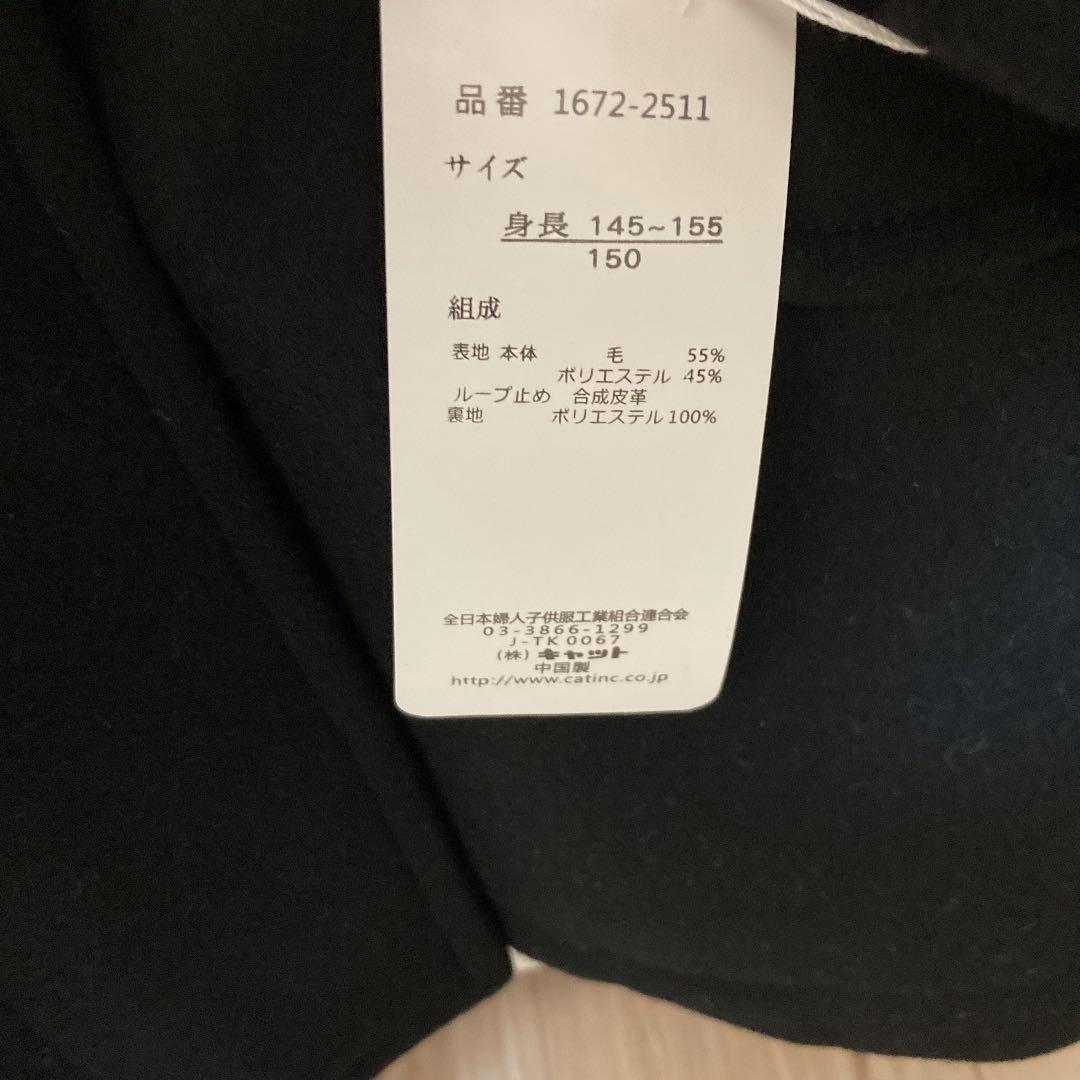 品番 1672-2511
サイズ
身長 145~155
150
組成
表地 本体 毛 55%
ポリエステル 45%
ループ止め 合成皮革
裏地 ポリエステル100%
全日本婦人子供服工業組合連合会
03-3866-1299
J-TK0067
(株) キャット
中国製
http://www.catinc.co.jp